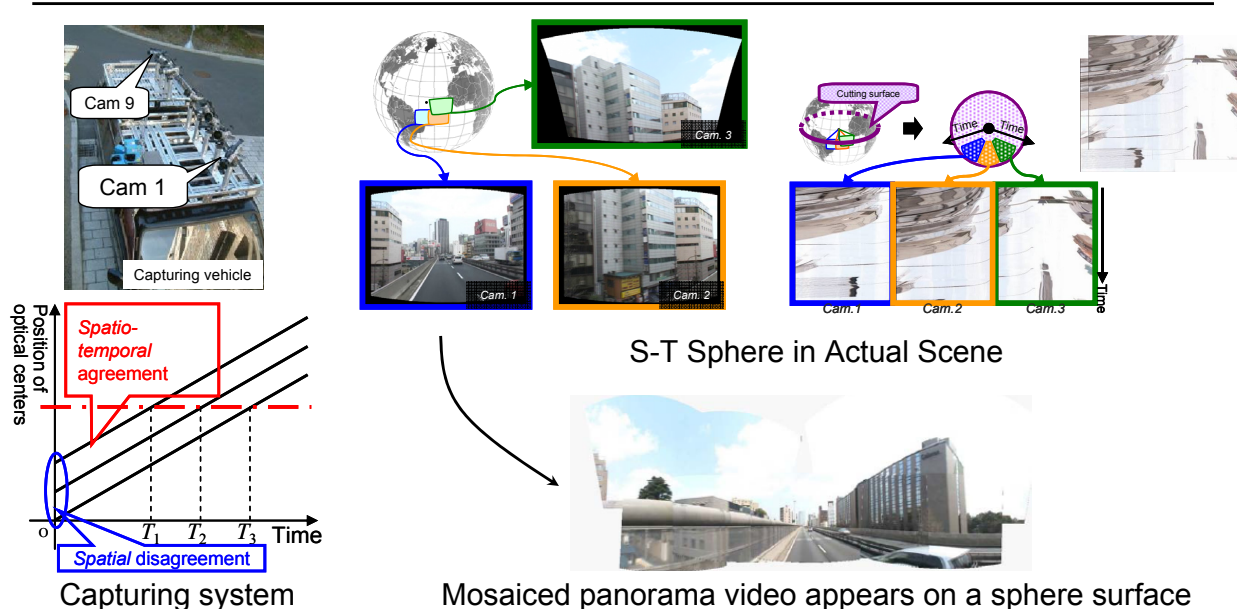 Cam 9
Cam 1
Capturing vehicle
Cam. 3
Cam. 1
Cam. 2
Cutting surface
Time
Time
Cam.1
Cam.2
Cam.3
Time
S-T Sphere in Actual Scene
Position of
optical centers
Spatio-
temporal
agreement
O
T1
T2
T3
Time
Spatial disagreement
Capturing system
Mosaiced panorama video appears on a sphere surface